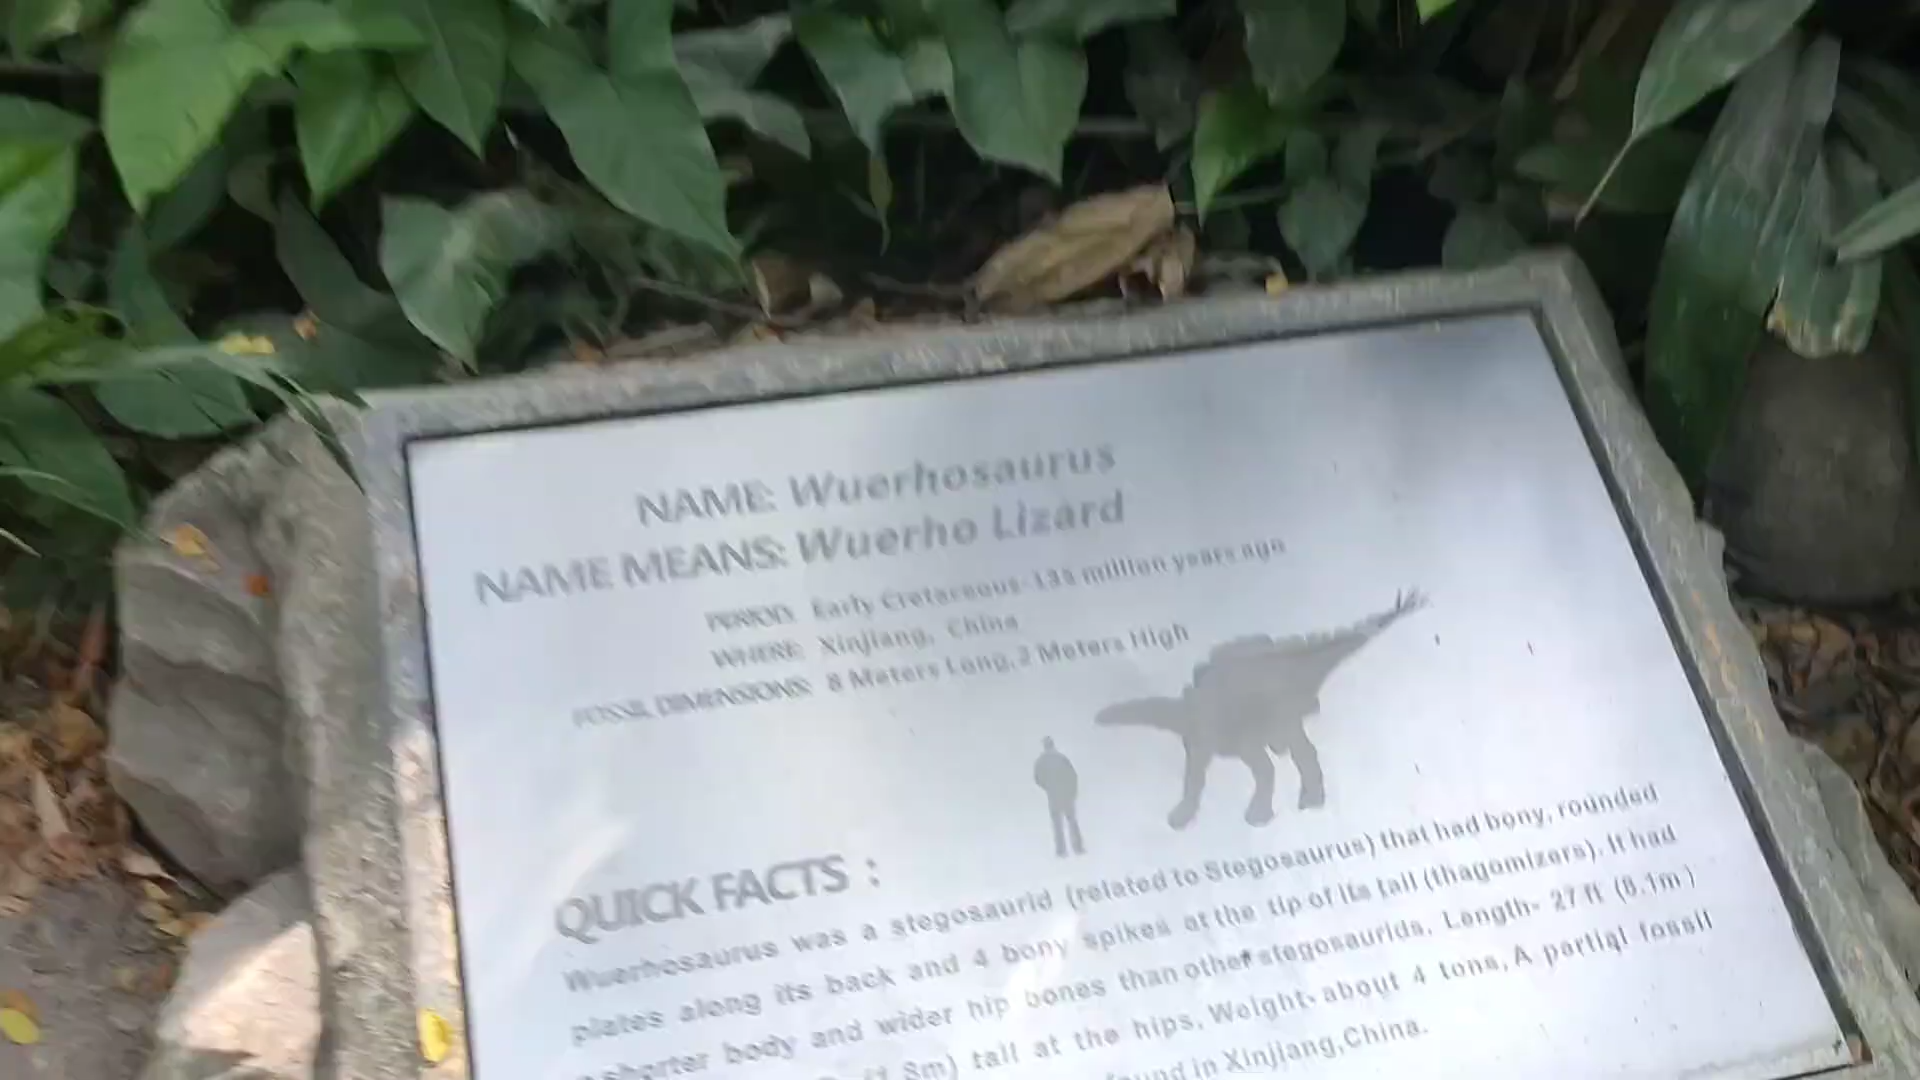 NAME: Wuerhosaurus
NAME MEANS: Wuerho Lizard
PERIOD: Early Cretaceous-135 million years ago
WHERE: Xinjiang, China
FOSSIL DIMENSIONS: 8 Meters Long, Meters High
QUICK FACTS :
Wuerhosaurus was a stegosaurid (related to Stegosaurus) that had bony, rounded
plates along its back and 4 bony spikes at the tip of its tail (thagomizers). It had
shorter body and wider hip bones than other stegosaurids. Length- 27 ft (8.1m)
(1.8m) tall at the hips, Weight- about 4 tons, A partial fossil
found in Xinjiang,China.